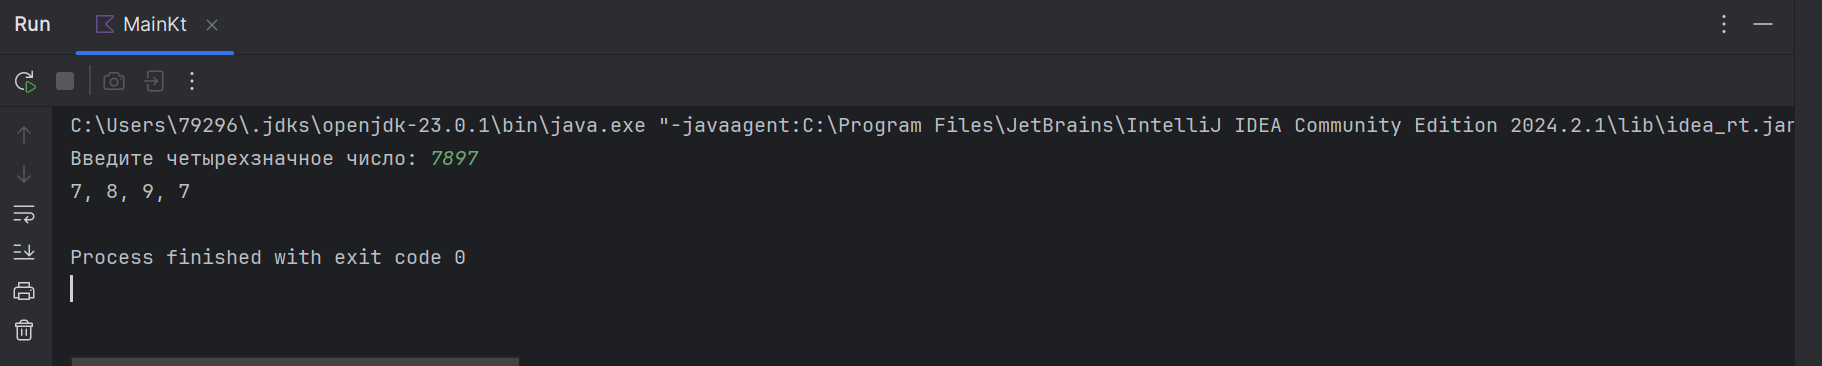 Run MainKt
C:\Users\79296\.jdks\openjdk-23.0.1\bin\java.exe "-javaagent:C:\Program Files\JetBrains\IntelliJ IDEA Community Edition 2024.2.1\lib\idea_rt.jar
Введите четырехзначное число: 7897
7, 8, 9, 7
Process finished with exit code 0